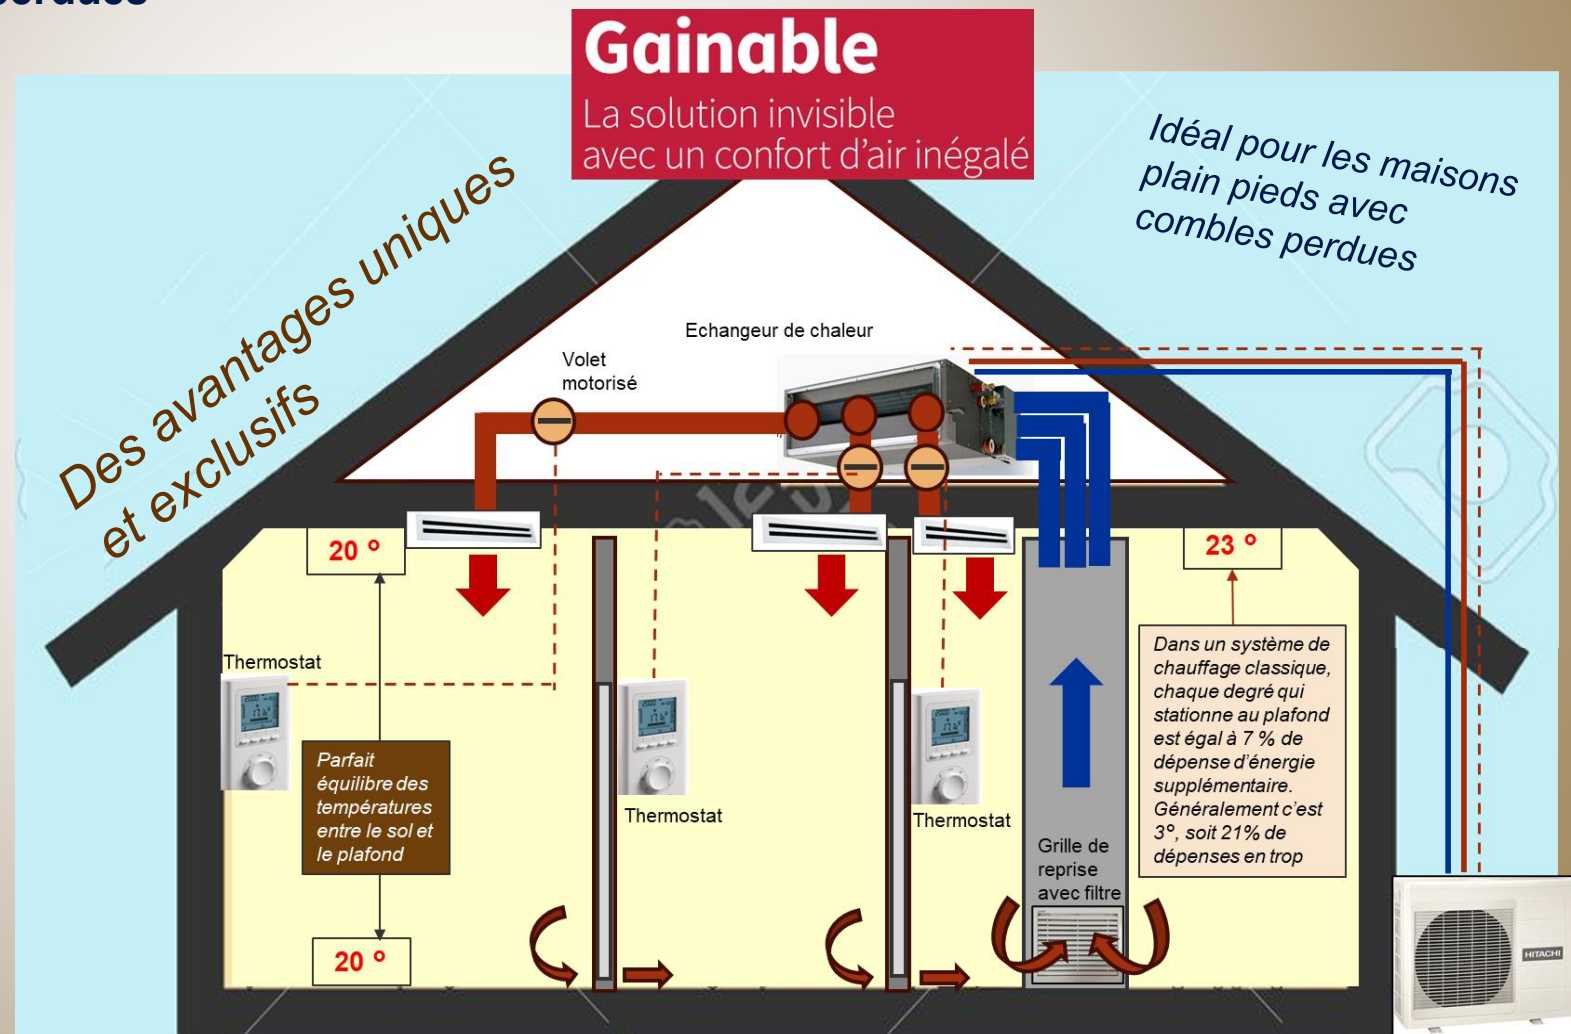 Gainable
La solution invisible
avec un confort d'air inégalé
Idéal pour les maisons
plain pieds avec
combles perdues
Des avantages uniques
et exclusifs
Echangeur de chaleur
Volet
motorisé
20 °
23 °
Thermostat
Parfait
équilibre des
températures
entre le sol et
le plafond
20 °
Thermostat
Thermostat
Grille de
reprise
avec filtre
Dans un système de
chauffage classique,
chaque degré qui
stationne au plafond
est égal à 7 % de
dépense d'énergie
supplémentaire.
Généralement c'est
3°, soit 21% de
dépenses en trop
HITACHI